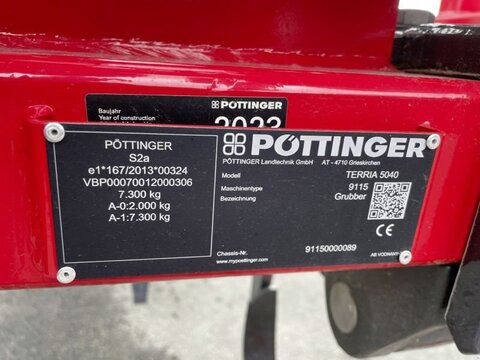 Baujahr
Year of construction
PÖTTINGER
2023
PÖTTINGER
S2a
e1*167/2013*00324
VBP00070012000306
7.300 kg
A-0:2.000 kg
A-1:7.300 kg
PÖTTINGER
PÖTTINGER Landtechnik GmbH AT - 4710 Grieskirchen
Modell TERRIA 5040
Maschinentype 9115
Bezeichnung Grubber
CE
Chassis-Nr. 91150000089
www.mypoettinger.com AB VODNANY